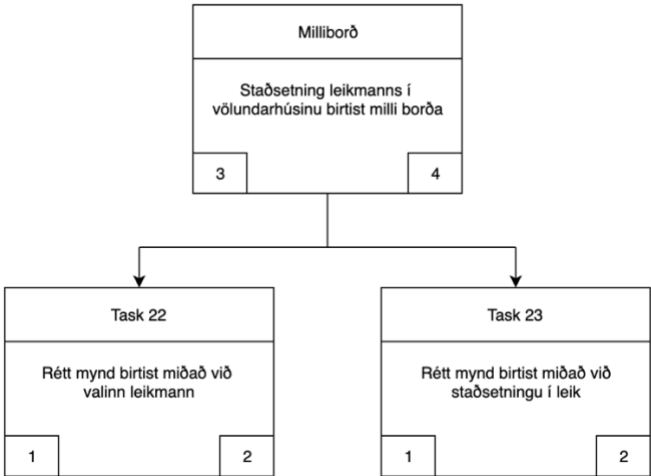 Milliborð
Staðsetning leikmanns í
völundarhúsinu birtist milli borða
3
4
Task 22
Rétt mynd birtist miðað við
valinn leikmann
1
2
Task 23
Rétt mynd birtist miðað við
staðsetningu í leik
1
2